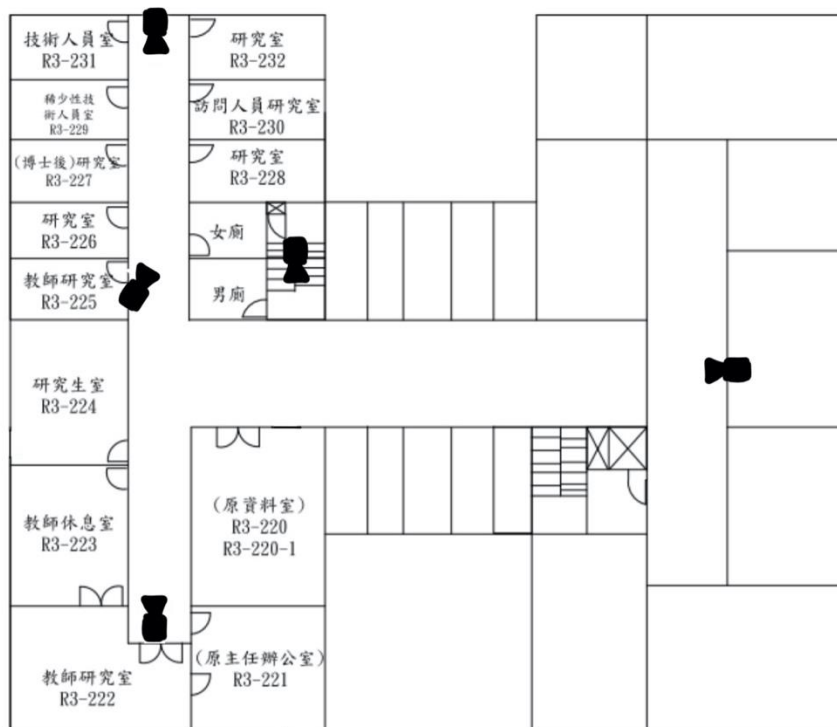 技術人員室
R3-231
研究室
R3-232
稀少性技
術人員室
R3-229
訪問人員研究室
R3-230
(博士後)研究室
R3-227
研究室
R3-228
研究室
R3-226
女廁
教師研究室
R3-225
男廁
研究生室
R3-224
教師休息室
R3-223
(原資料室)
R3-220
R3-220-1
教師研究室
R3-222
(原主任辦公室)
R3-221